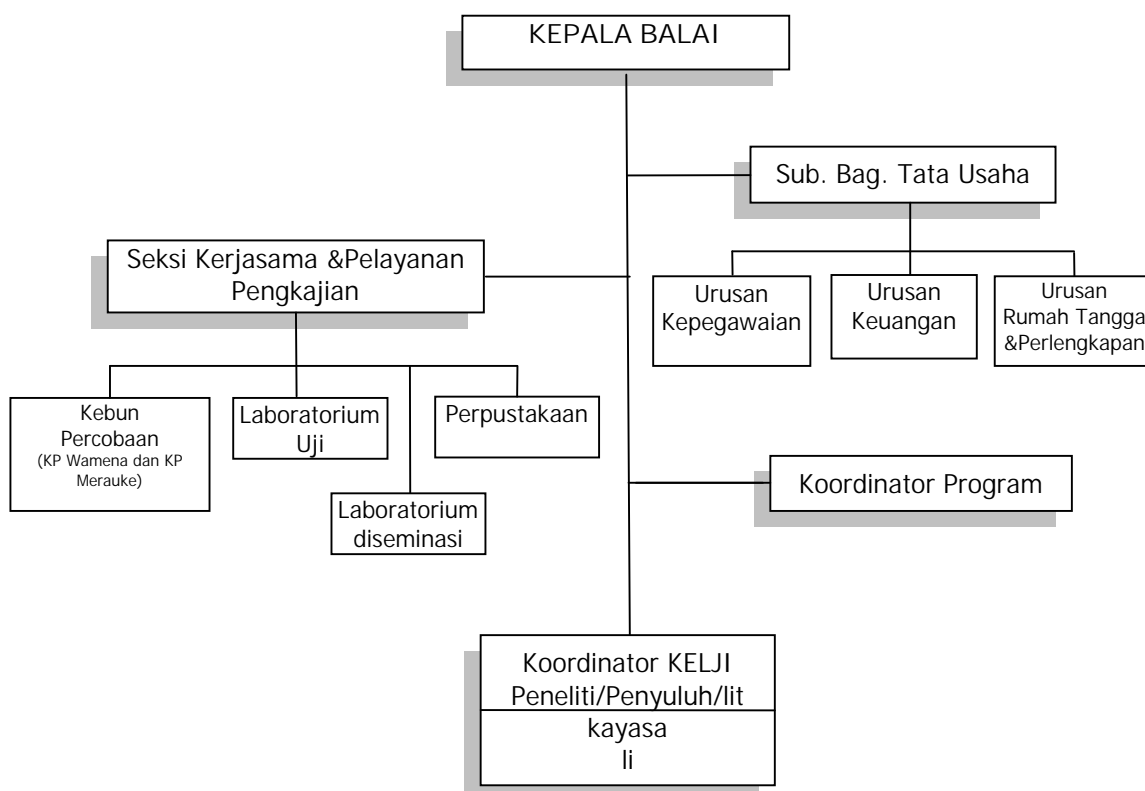 KEPALA BALAI
Sub. Bag. Tata Usaha
Seksi Kerjasama &Pelayanan
Pengkajian
Urusan
Kepegawaian
Urusan
Keuangan
Urusan
Rumah Tangga
&Perlengkapan
Kebun
Percobaan
(KP Wamena dan KP
Merauke)
Laboratorium
Uji
Perpustakaan
Laboratorium
diseminasi
Koordinator Program
Koordinator KELJI
Peneliti/Penyuluh/lit
kayasa
li